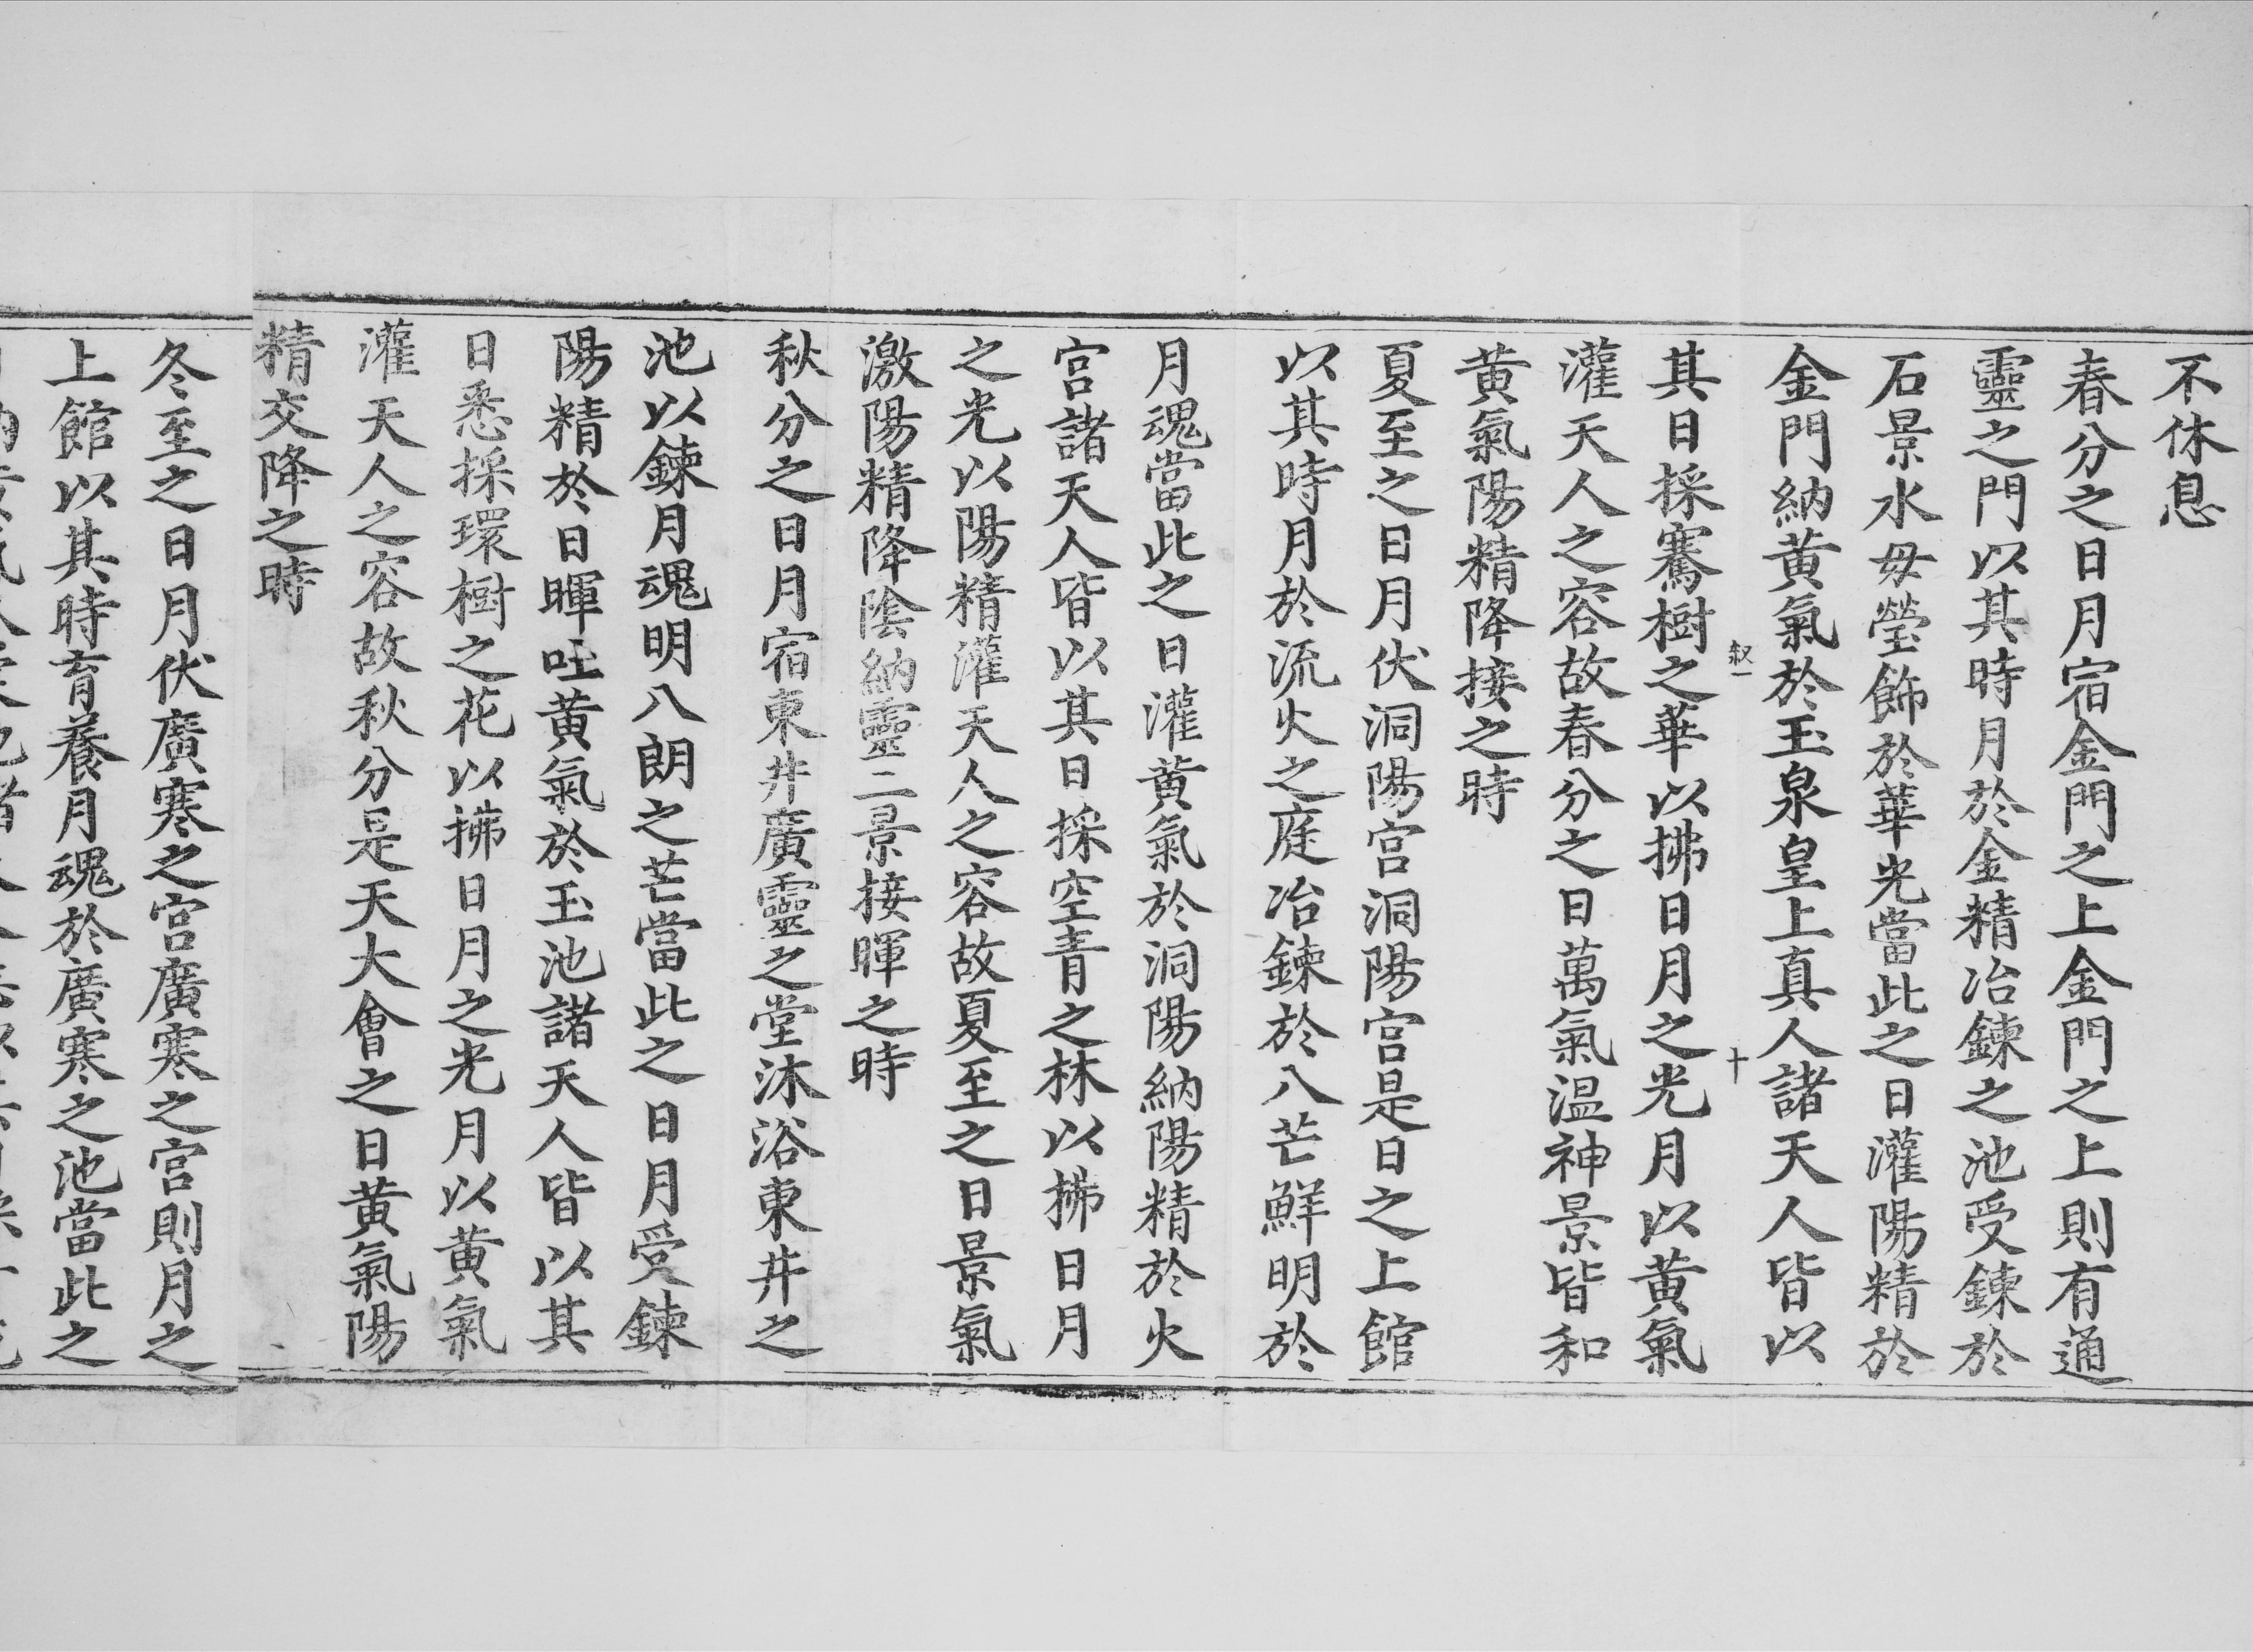 不休息
春分之日月宿金門之上金門之上則有通
靈之門以其時月於金精冶鍊之池受鍊於
石景水母瑩飾於華光當此之日灌陽精於
金門納黃氣於玉泉皇上真人諸天人皆以
叙一
十
其日採騫樹之華以拂日月之光月以黃氣
灌天人之容故春分之日萬氣溫神景皆和
黃氣陽精降接之時
夏至之日月伏洞陽宮洞陽宮是日之上館
以其時月於流火之庭冶鍊於八芒鮮明於
月魂當此之日灌黃氣於洞陽納陽精於火
宮諸天人皆以其日採空青之林以拂日月
之光以陽精灌天人之容故夏至之日景氣
激陽精降陰納靈二景接暉之時
秋分之日月宿東井廣靈之堂沐浴東井之
池以鍊月魂明八朗之芒當此之日月受鍊
陽精於日暉吐黃氣於玉池諸天人皆以其
日悉採環樹之花以拂日月之光月以黃氣
灌天人之容故秋分是天大會之日黃氣陽
精交降之時
冬至之日月伏廣寒之宮廣寒之宮則月之
上館以其時育養月魂於廣寒之池當此之